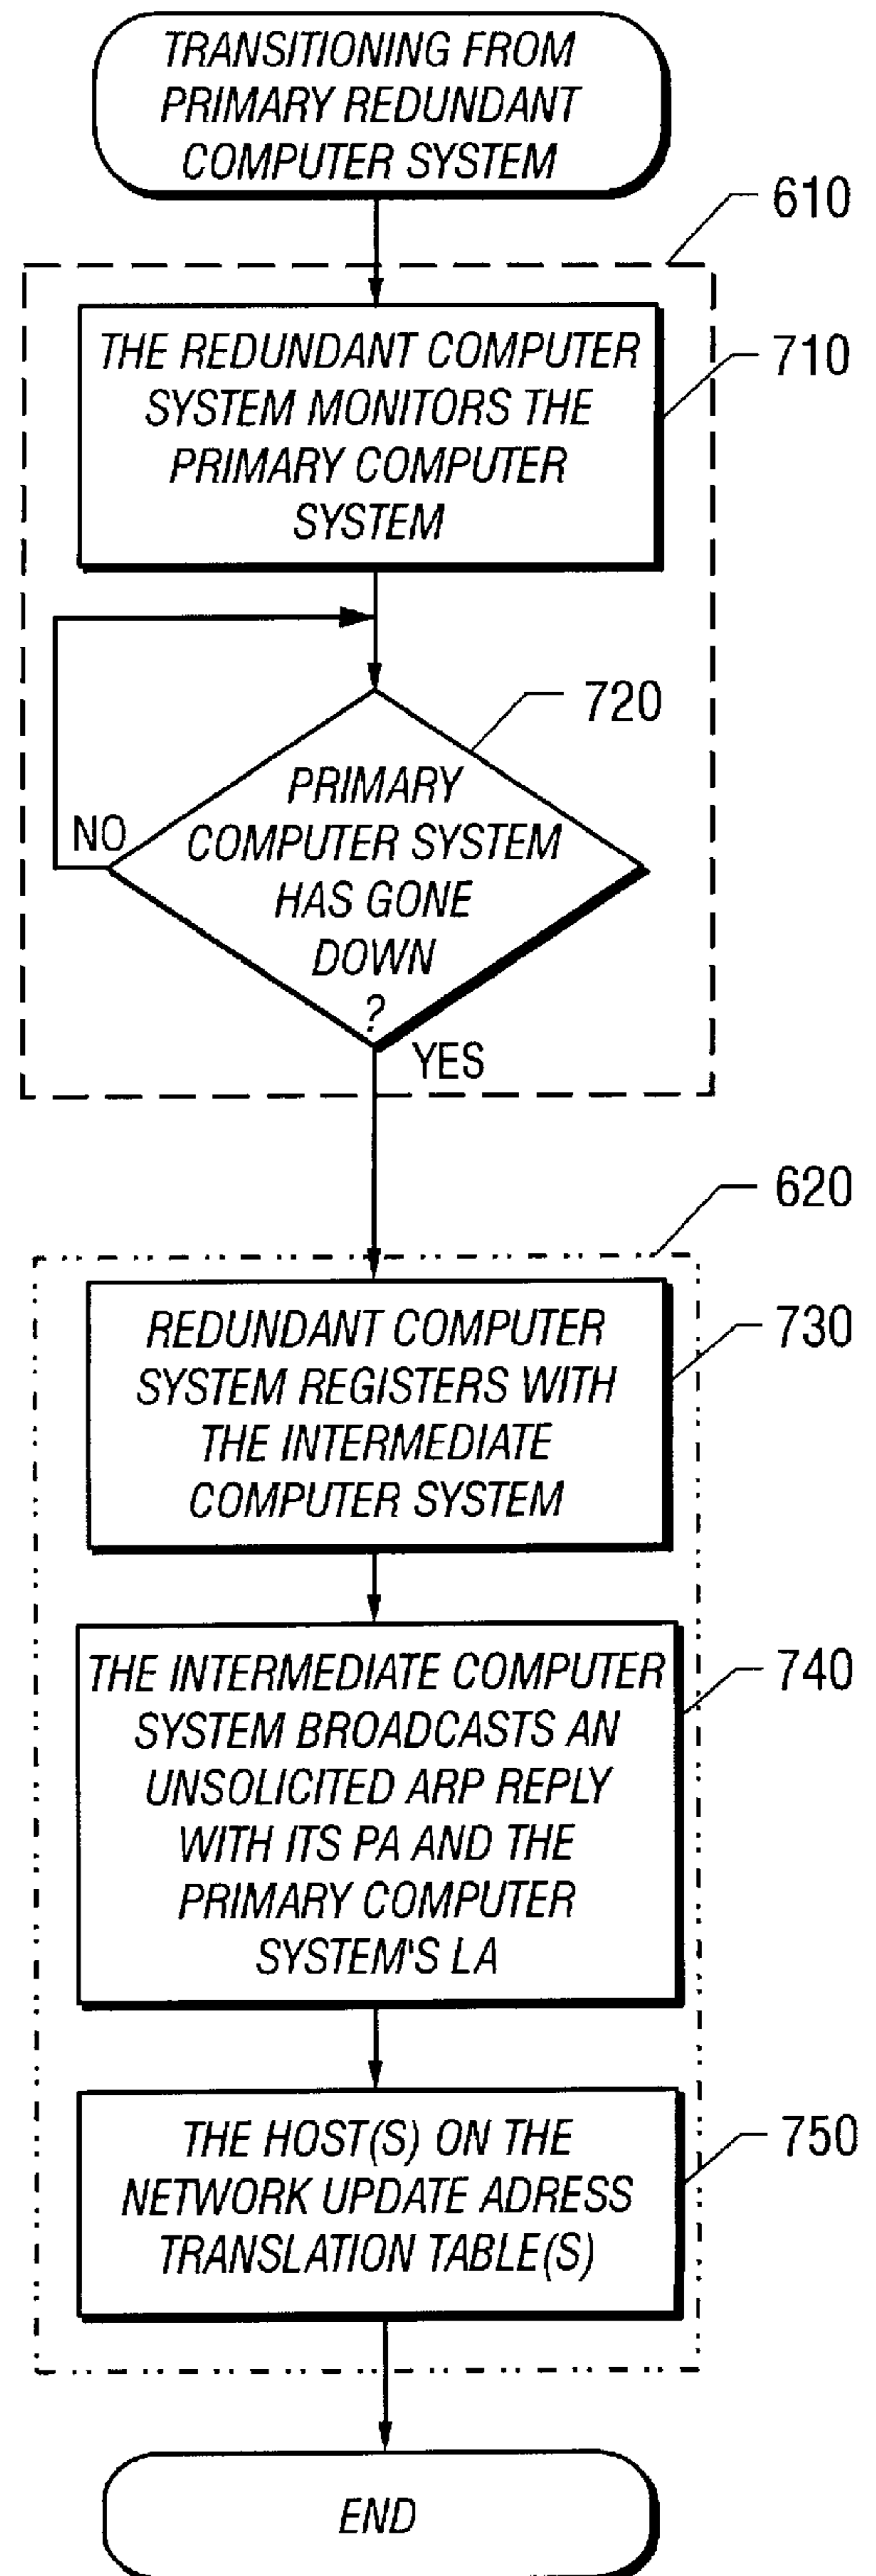 TRANSITIONING FROM
PRIMARY REDUNDANT
COMPUTER SYSTEM
610
THE REDUNDANT COMPUTER
SYSTEM MONITORS THE
PRIMARY COMPUTER
SYSTEM
710
720
PRIMARY
COMPUTER SYSTEM
HAS GONE
DOWN
?
NO
YES
620
REDUNDANT COMPUTER
SYSTEM REGISTERS WITH
THE INTERMEDIATE
COMPUTER SYSTEM
730
THE INTERMEDIATE COMPUTER
SYSTEM BROADCASTS AN
UNSOLICITED ARP REPLY
WITH ITS PA AND THE
PRIMARY COMPUTER
SYSTEM'S LA
740
THE HOST(S) ON THE
NETWORK UPDATE ADRESS
TRANSLATION TABLE(S)
750
END